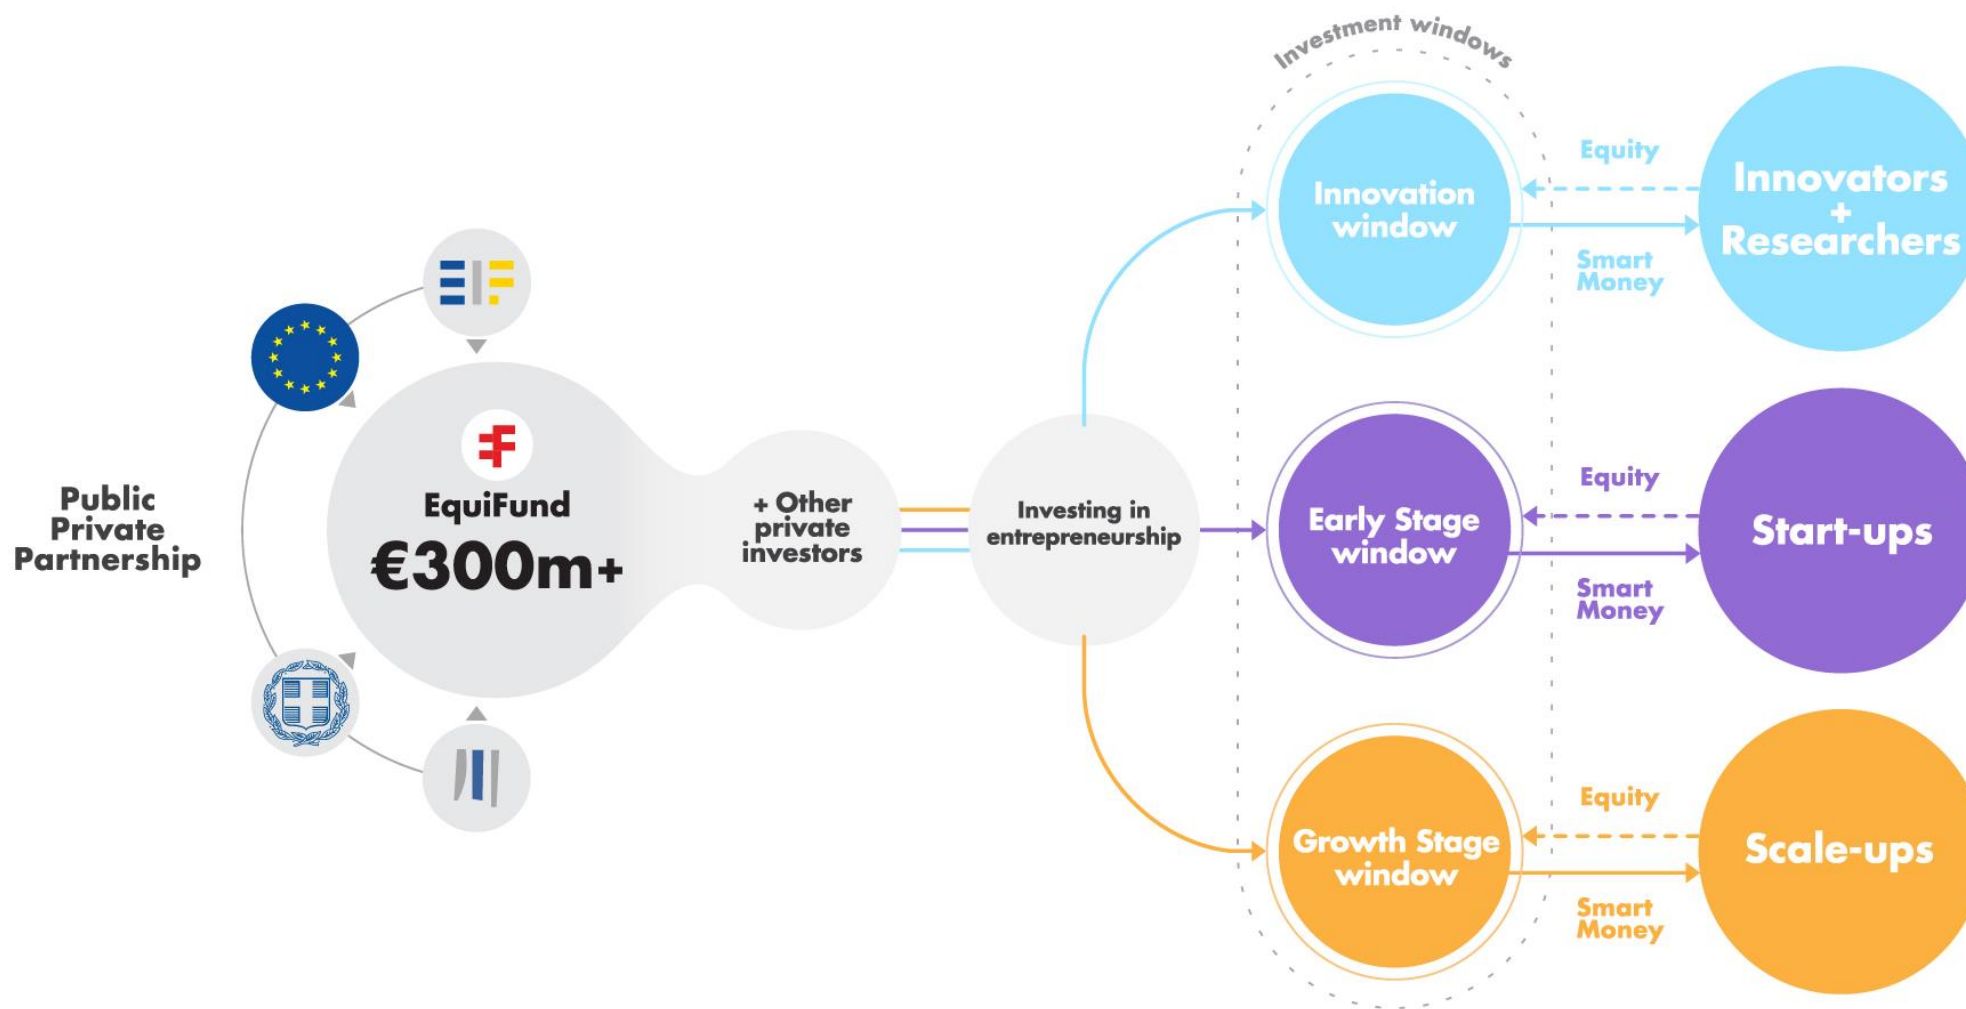 Investment windows
Public
Private
Partnership
EIF
EquiFund
€300m+
+ Other
private
investors
Investing in
entrepreneurship
Innovation
window
Equity
Smart
Money
Innovators
+
Researchers
Early Stage
window
Equity
Smart
Money
Start-ups
Growth Stage
window
Equity
Smart
Money
Scale-ups